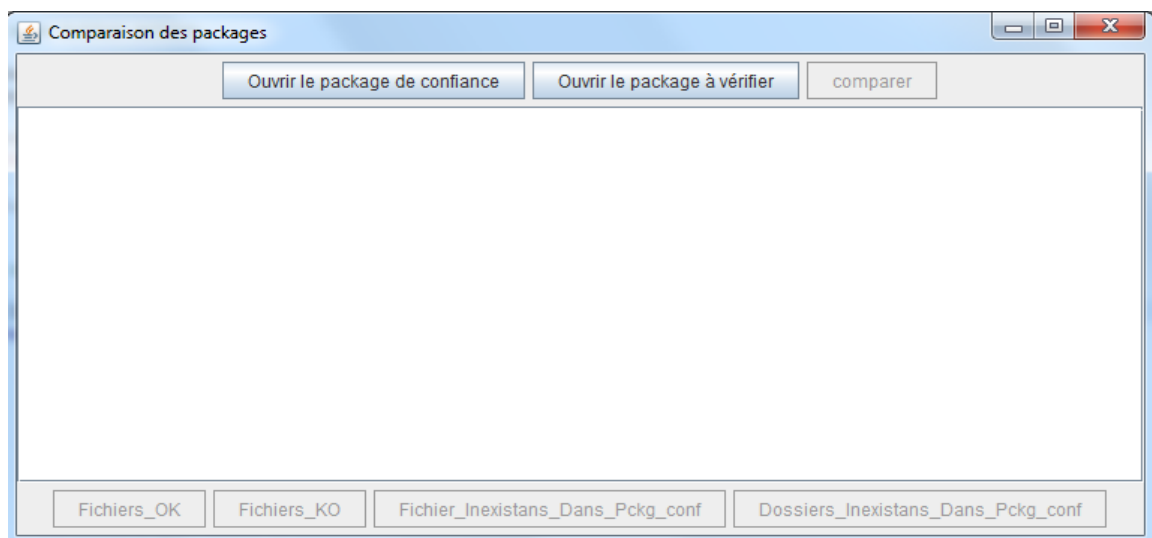 Comparaison des packages
Ouvrir le package de confiance Ouvrir le package à vérifier comparer
Fichiers_OK Fichiers_KO Fichier_Inexistans_Dans_Pckg_conf Dossiers_Inexistans_Dans_Pckg_conf